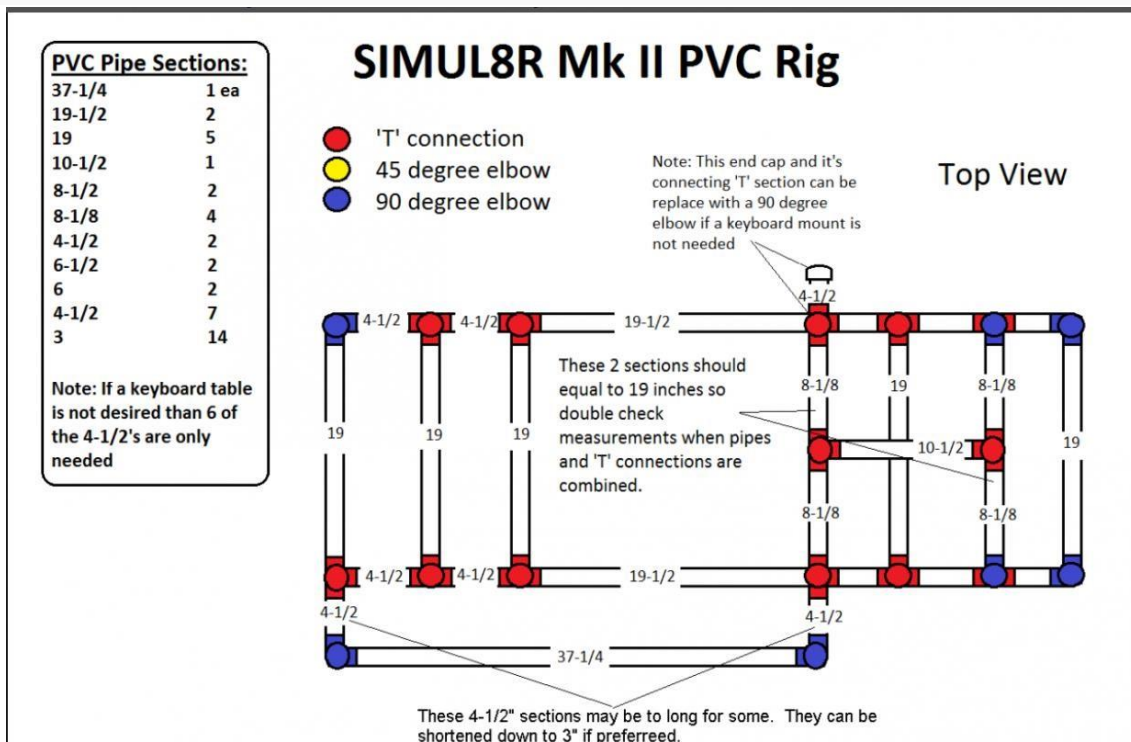 SIMUL8R Mk II PVC Rig
PVC Pipe Sections:
37-1/4 1 ea
19-1/2 2
19 5
10-1/2 1
8-1/2 2
8-1/8 4
4-1/2 2
6-1/2 2
6 2
4-1/2 7
3 14
Note: If a keyboard table
is not desired than 6 of
the 4-1/2's are only
needed
'T' connection
45 degree elbow
90 degree elbow
Note: This end cap and it's
connecting 'T' section can be
replace with a 90 degree
elbow if a keyboard mount is
not needed
Top View
4-1/2
4-1/2 4-1/2 19-1/2
These 2 sections should
equal to 19 inches so
double check
measurements when pipes
and 'T' connections are
combined.
8-1/8 19 8-1/8
19 19 19 10-1/2 19
8-1/8 8-1/8
4-1/2 4-1/2 19-1/2
4-1/2 4-1/2
37-1/4
These 4-1/2" sections may be to long for some. They can be
shortened down to 3" if preferreed.